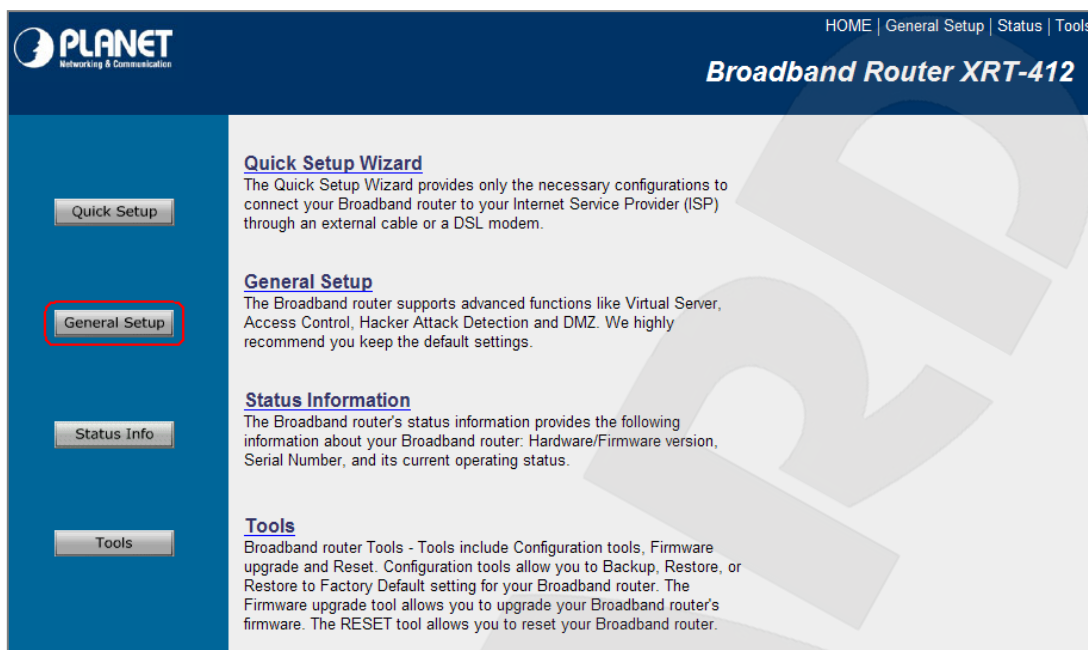 PLANET
Networking & Communication
HOME | General Setup | Status | Tools
Broadband Router XRT-412
Quick Setup
Quick Setup Wizard
The Quick Setup Wizard provides only the necessary configurations to
connect your Broadband router to your Internet Service Provider (ISP)
through an external cable or a DSL modem.
General Setup
General Setup
The Broadband router supports advanced functions like Virtual Server,
Access Control, Hacker Attack Detection and DMZ. We highly
recommend you keep the default settings.
Status Info
Status Information
The Broadband router's status information provides the following
information about your Broadband router: Hardware/Firmware version,
Serial Number, and its current operating status.
Tools
Tools
Broadband router Tools - Tools include Configuration tools, Firmware
upgrade and Reset. Configuration tools allow you to Backup, Restore, or
Restore to Factory Default setting for your Broadband router. The
Firmware upgrade tool allows you to upgrade your Broadband router's
firmware. The RESET tool allows you to reset your Broadband router.